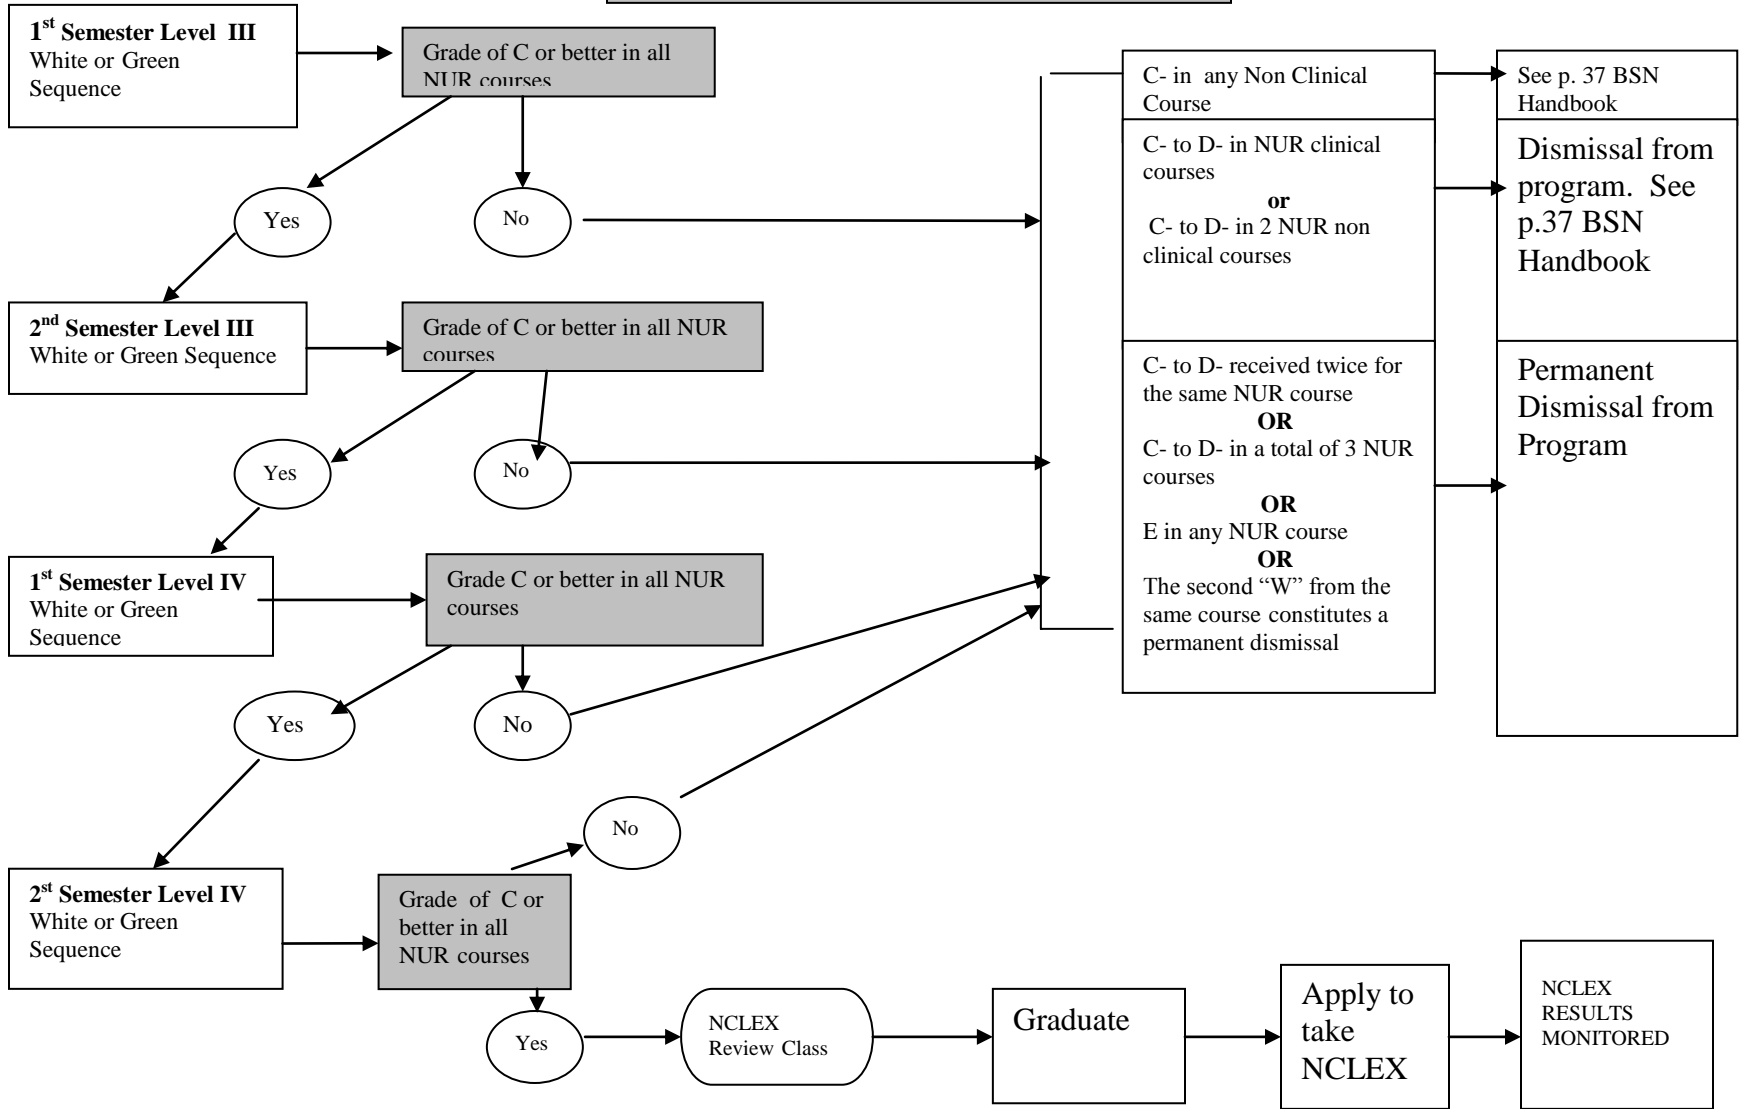 1st Semester Level III
White or Green
Sequence
Grade of C or better in all
NUR courses
Yes
No
2nd Semester Level III
White or Green Sequence
Grade of C or better in all NUR
courses
Yes
No
1st Semester Level IV
White or Green
Sequence
Grade C or better in all NUR
courses
Yes
No
2st Semester Level IV
White or Green
Sequence
Grade of C or
better in all
NUR courses
No
Yes
NCLEX
Review Class
Graduate
Apply to
take
NCLEX
NCLEX
RESULTS
MONITORED
C- in any Non Clinical
Course
See p. 37 BSN
Handbook
C- to D- in NUR clinical
courses
or
C- to D- in 2 NUR non
clinical courses
Dismissal from
program. See
p.37 BSN
Handbook
C- to D- received twice for
the same NUR course
OR
C- to D- in a total of 3 NUR
courses
OR
E in any NUR course
OR
The second “W” from the
same course constitutes a
permanent dismissal
Permanent
Dismissal from
Program